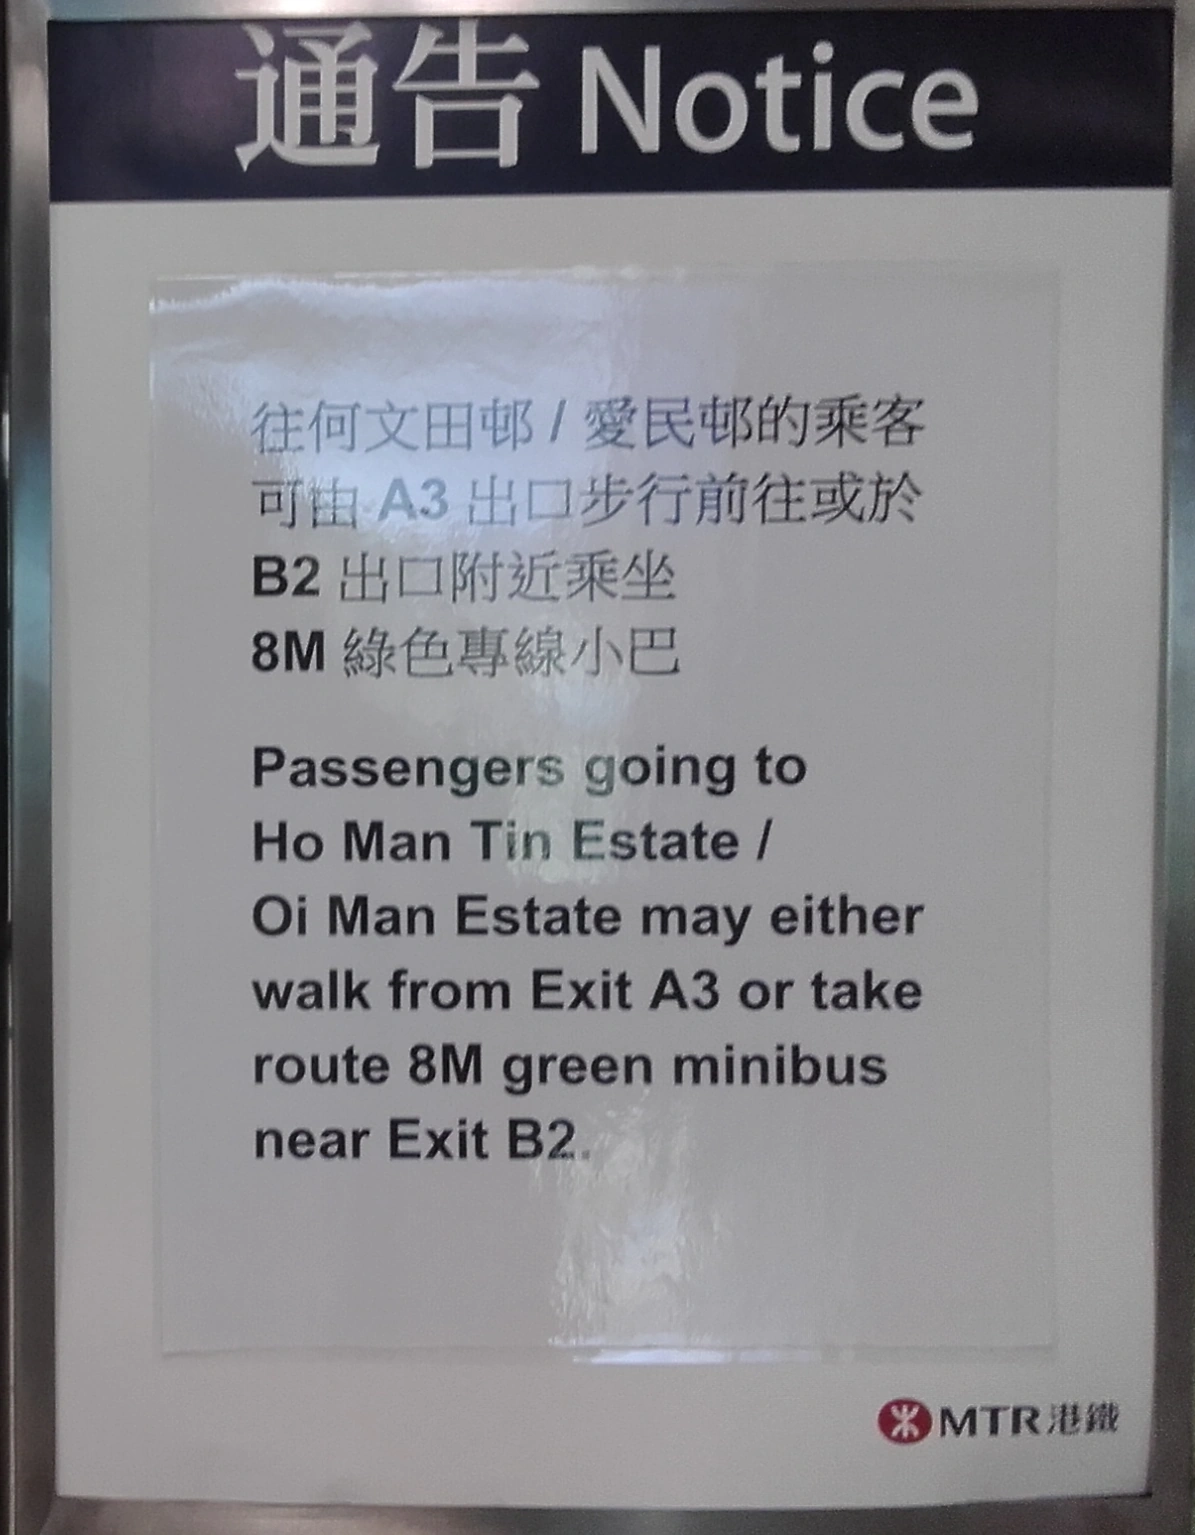 通告 Notice
往何文田邨 / 愛民邨的乘客
可由 A3 出口步行前往或於
B2 出口附近乘坐
8M 綠色專線小巴
Passengers going to
Ho Man Tin Estate /
Oi Man Estate may either
walk from Exit A3 or take
route 8M green minibus
near Exit B2.
MTR 港鐵